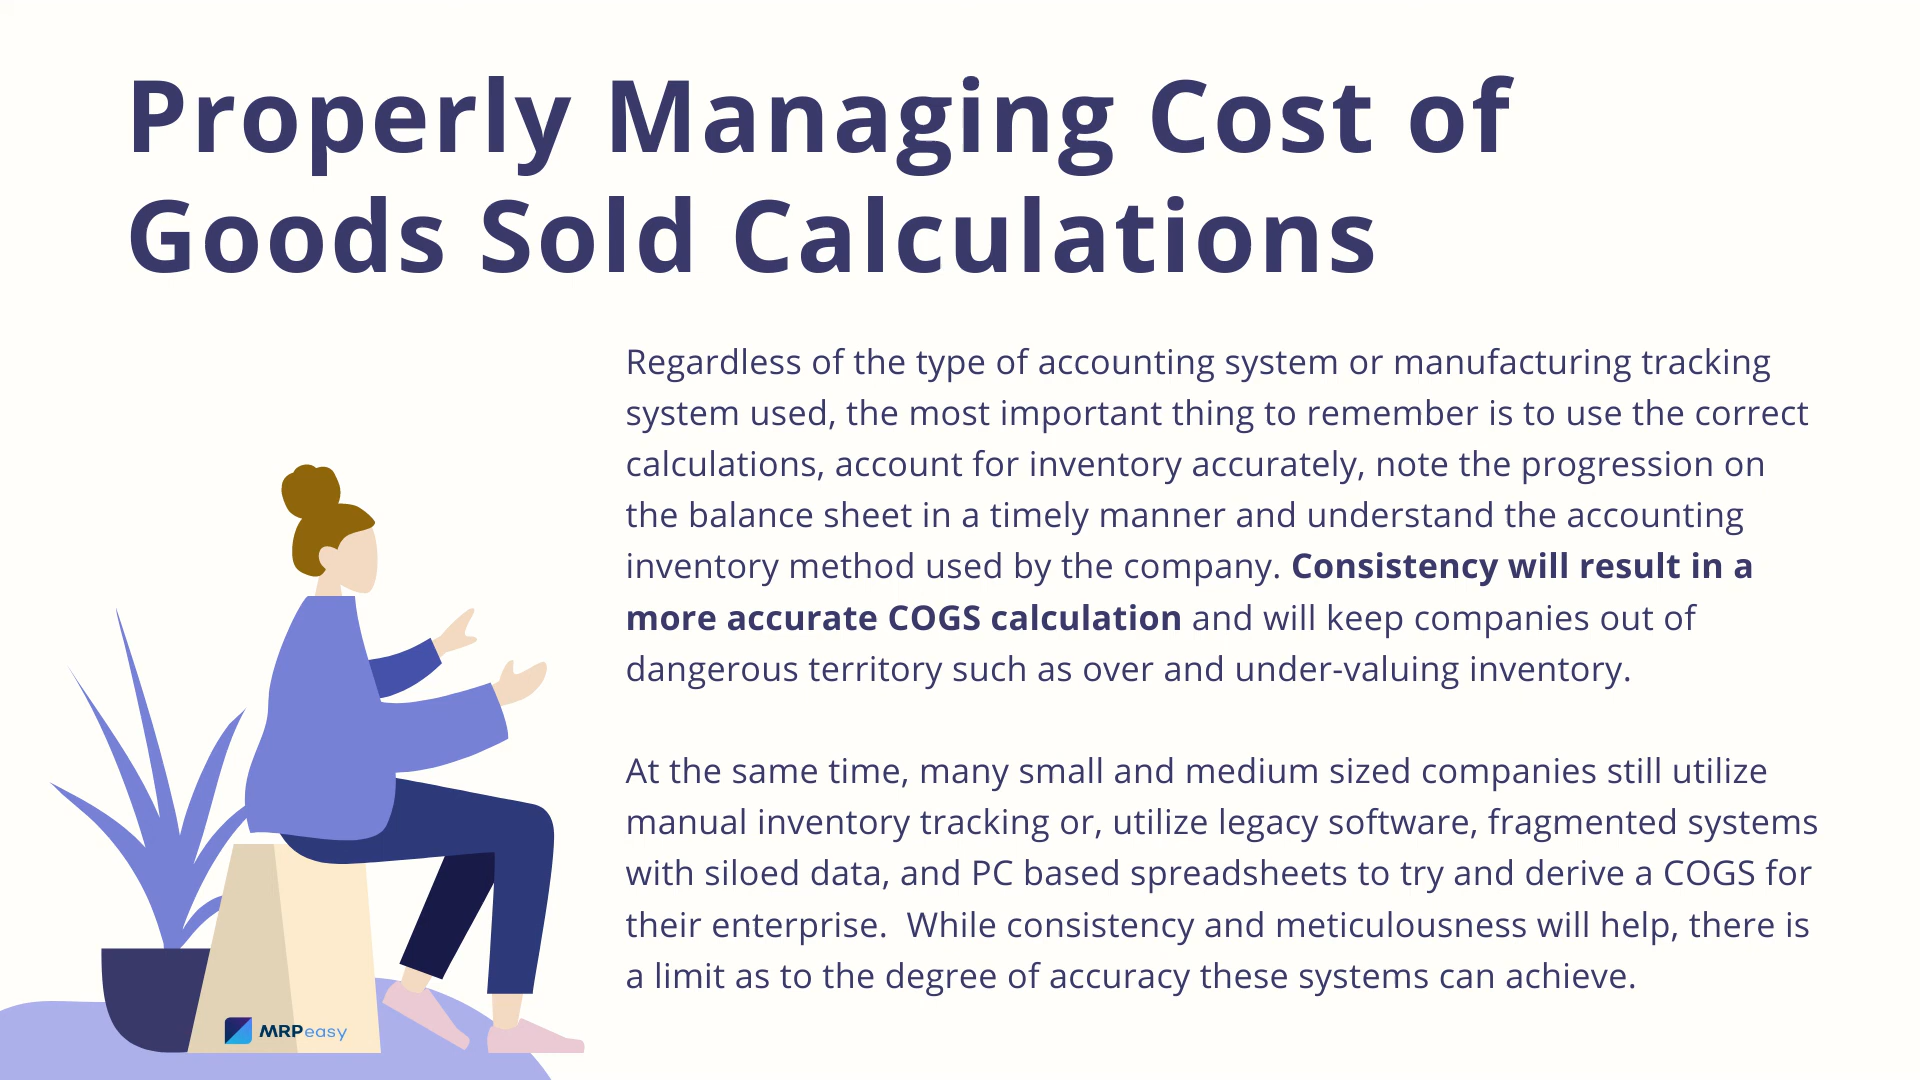 Properly Managing Cost of
Goods Sold Calculations
Regardless of the type of accounting system or manufacturing tracking
system used, the most important thing to remember is to use the correct
calculations, account for inventory accurately, note the progression on
the balance sheet in a timely manner and understand the accounting
inventory method used by the company. Consistency will result in a
more accurate COGS calculation and will keep companies out of
dangerous territory such as over and under-valuing inventory.
At the same time, many small and medium sized companies still utilize
manual inventory tracking or, utilize legacy software, fragmented systems
with siloed data, and PC based spreadsheets to try and derive a COGS for
their enterprise.  While consistency and meticulousness will help, there is
a limit as to the degree of accuracy these systems can achieve.
MRPeasy